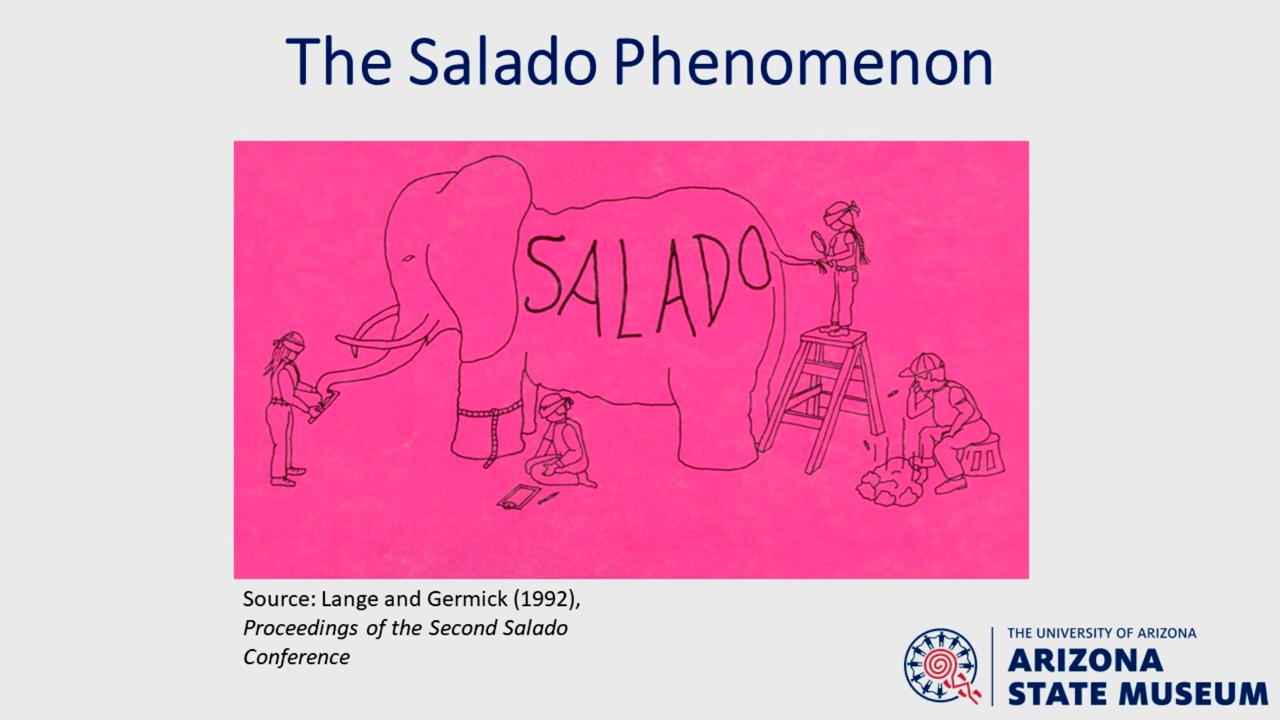 The Salado Phenomenon
SALADO
Source: Lange and Germick (1992),
Proceedings of the Second Salado
Conference
THE UNIVERSITY OF ARIZONA
ARIZONA
STATE MUSEUM